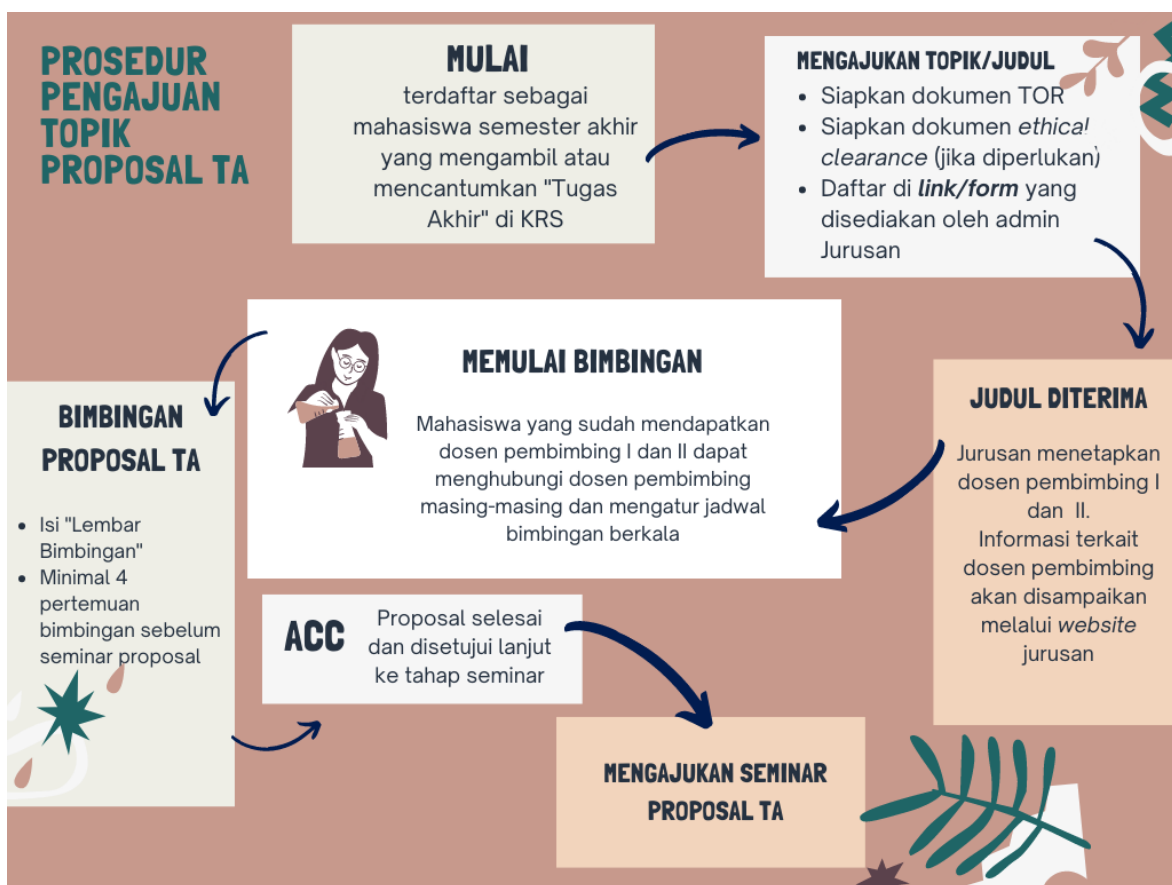 PROSEDUR
PENGAJUAN
TOPIK
PROPOSAL TA
MULAI
terdaftar sebagai
mahasiswa semester akhir
yang mengambil atau
mencantumkan "Tugas
Akhir" di KRS
MENGAJUKAN TOPIK/JUDUL
• Siapkan dokumen TOR
• Siapkan dokumen ethical
clearance (jika diperlukan)
• Daftar di link/form yang
disediakan oleh admin
Jurusan
JUDUL DITERIMA
Jurusan menetapkan
dosen pembimbing I
dan II.
Informasi terkait
dosen pembimbing
akan disampaikan
melalui website
jurusan
MEMULAI BIMBINGAN
Mahasiswa yang sudah mendapatkan
dosen pembimbing I dan II dapat
menghubungi dosen pembimbing
masing-masing dan mengatur jadwal
bimbingan berkala
BIMBINGAN
PROPOSAL TA
• Isi "Lembar
Bimbingan"
• Minimal 4
pertemuan
bimbingan sebelum
seminar proposal
ACC
Proposal selesai
dan disetujui lanjut
ke tahap seminar
MENGAJUKAN SEMINAR
PROPOSAL TA